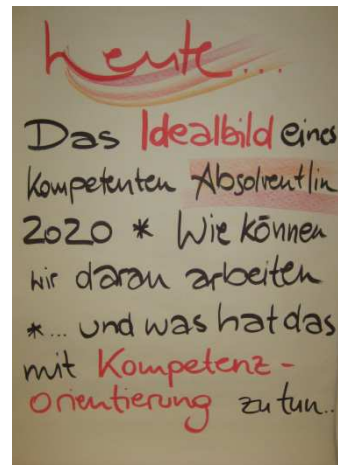 heute...
Das Idealbild eines
Kompetenten Absolvent/in
2020 * Wie können
wir daran arbeiten
*... und was hat das
mit Kompetenz-
orientierung zu tun..